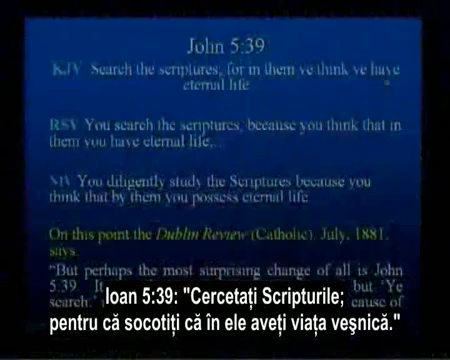 John 5:39
KJV Search the scriptures, for in them ye think ye have
eternal life
RSV You search the scriptures, because you think that in
them you have eternal life,..
NIV You diligently study the Scriptures because you
think that by them you possess eternal life
On this point the Dublin Review (Catholic), July, 1881,
says.
"But perhaps the most surprising change of all is John
5.39 It but 'Ye
search.' cause of
Ioan 5:39: "Cercetați Scripturile;
pentru că socotiți că în ele aveți viața veșnică."